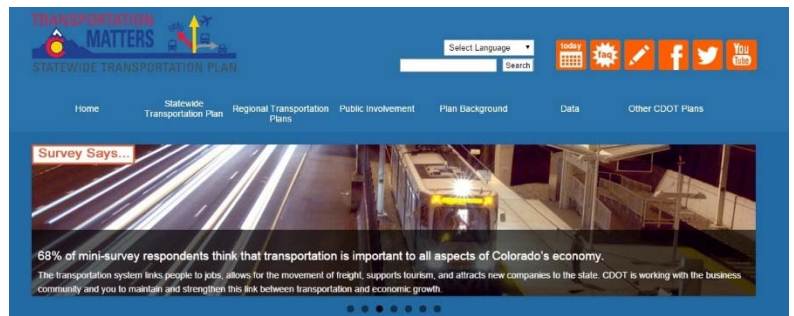 TRANSPORTATION
MATTERS
STATEWIDE TRANSPORTATION PLAN
Select Language
Search
today
faq
f
You
Tube
Home
Statewide
Transportation Plan
Regional Transportation
Plans
Public Involvement
Plan Background
Data
Other CDOT Plans
Survey Says...
68% of mini-survey respondents think that transportation is important to all aspects of Colorado's economy.
The transportation system links people to jobs, allows for the movement of freight, supports tourism, and attracts new companies to the state. CDOT is working with the business
community and you to maintain and strengthen this link between transportation and economic growth.